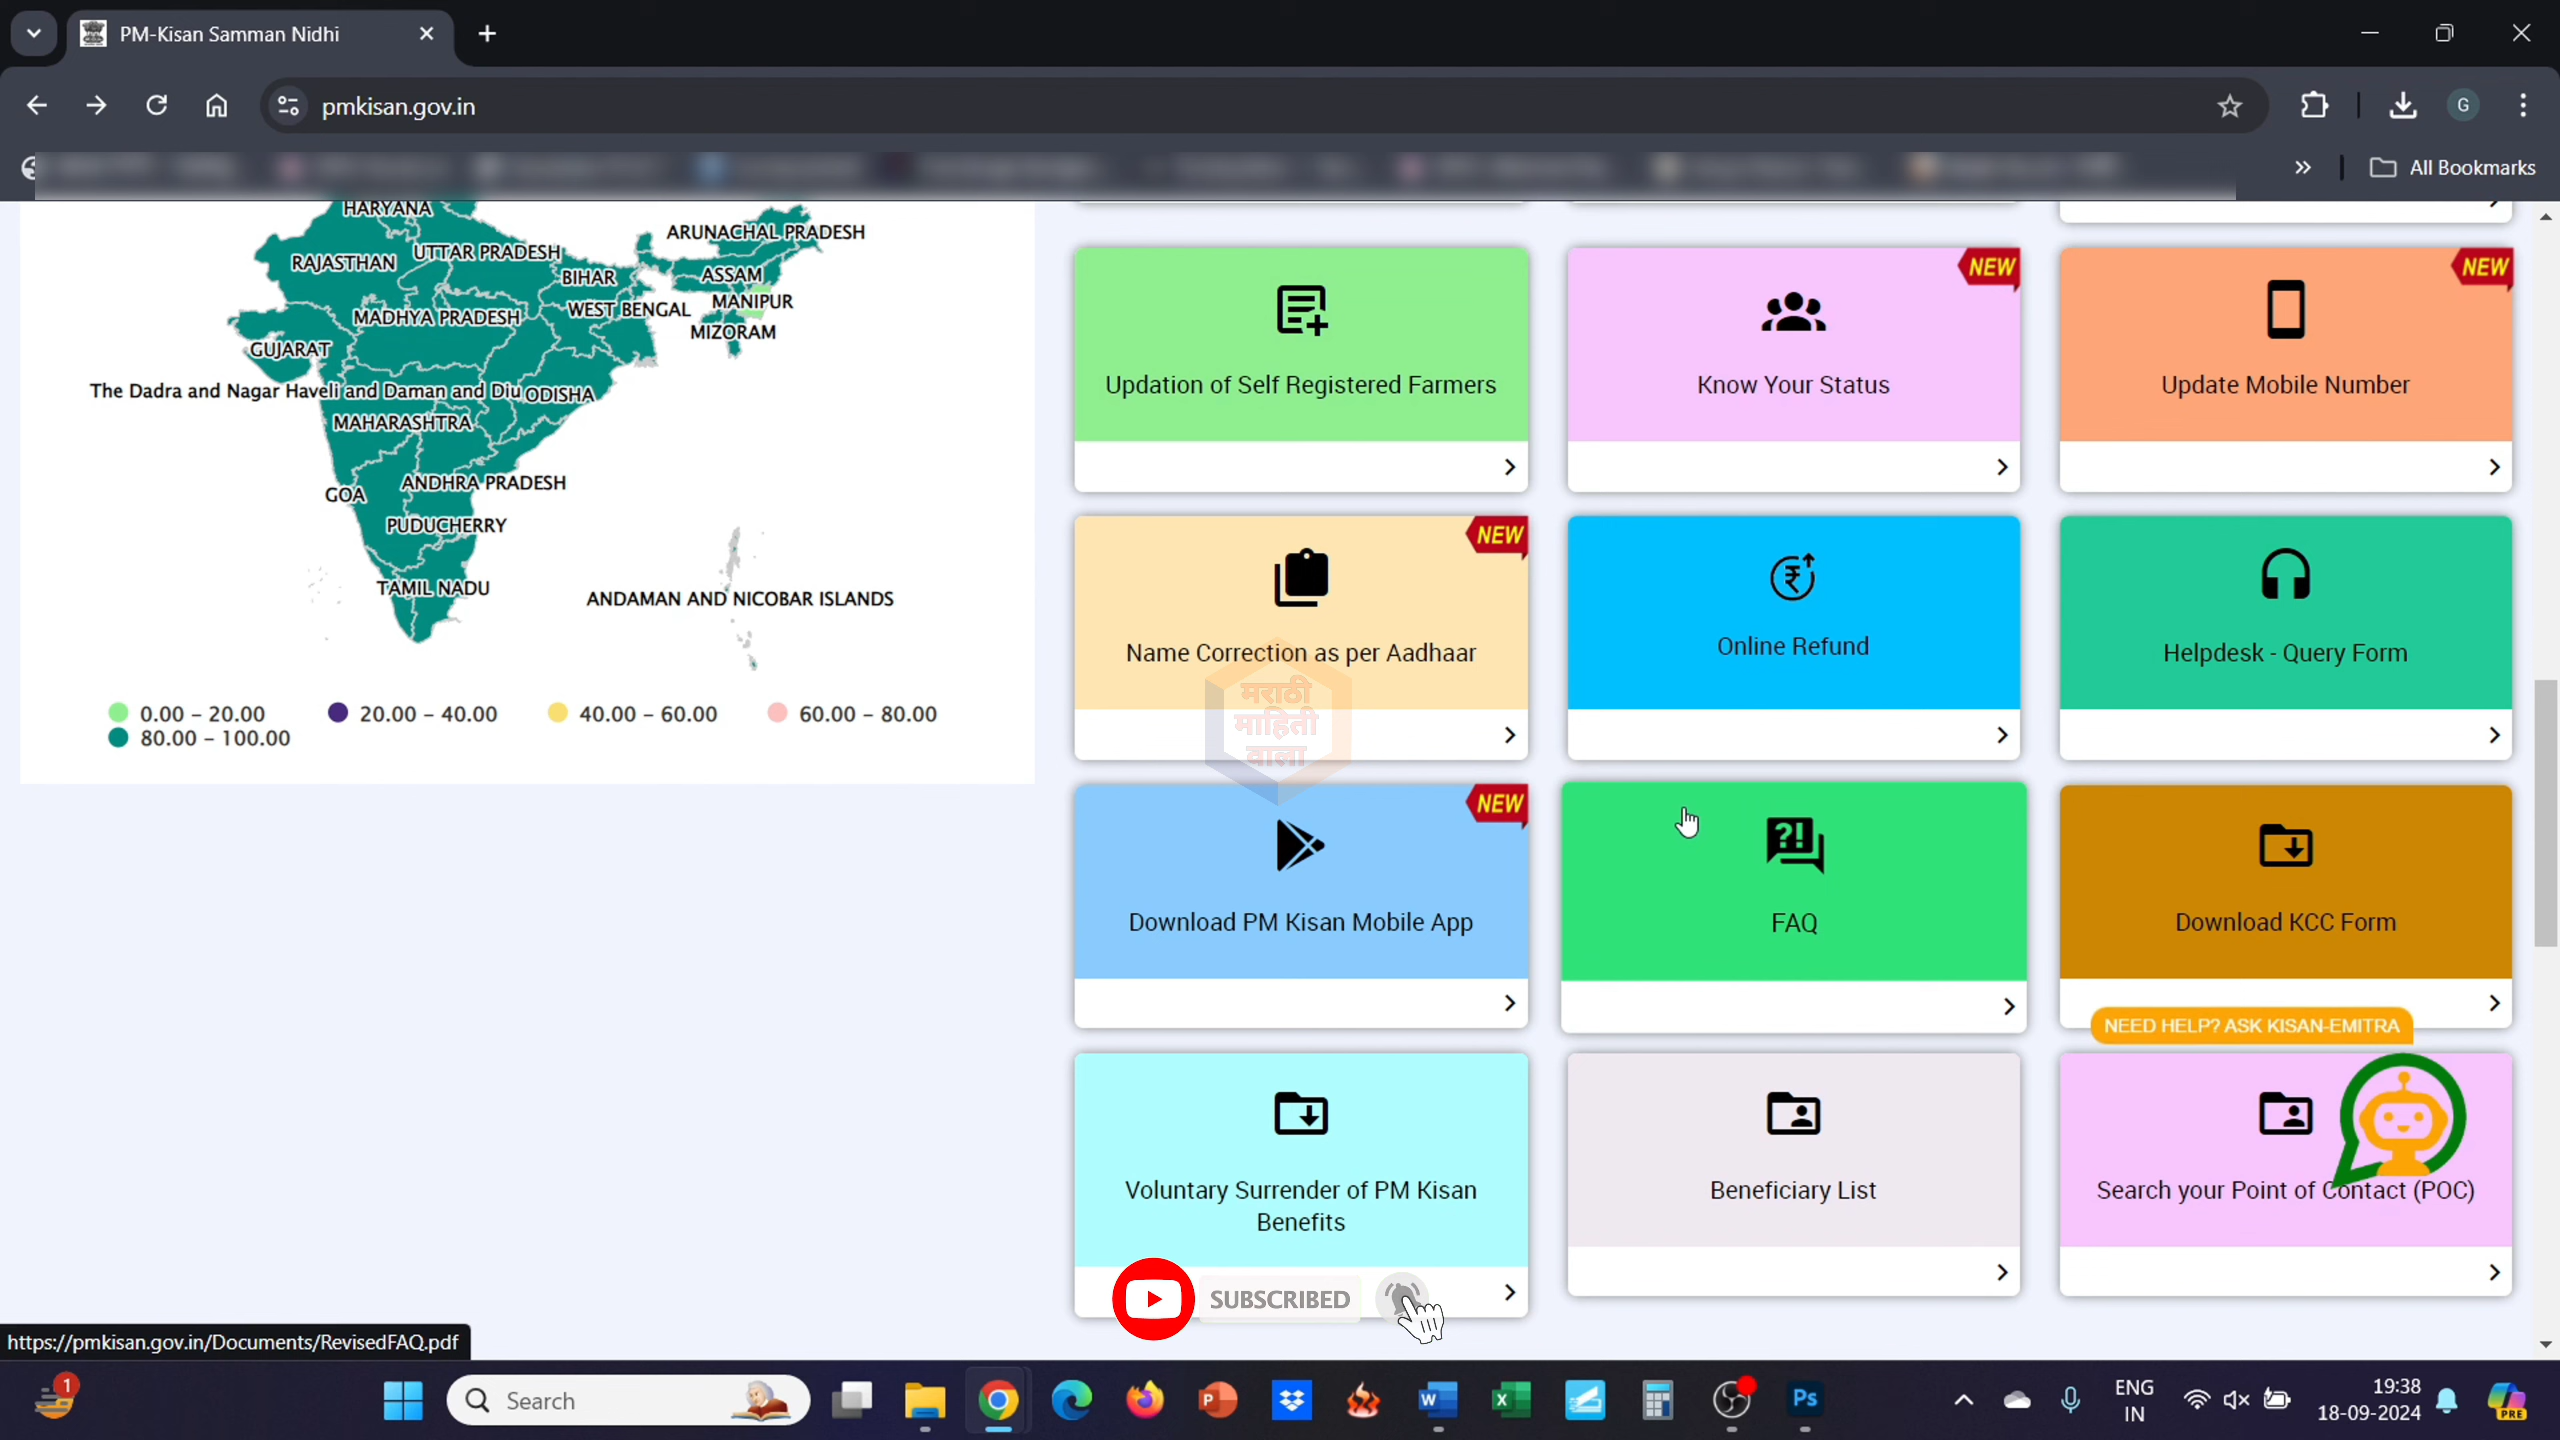 PM-Kisan Samman Nidhi
pmkisan.gov.in
All Bookmarks
HARYANA
ARUNACHAL PRADESH
RAJASTHAN
UTTAR PRADESH
BIHAR
ASSAM
MADHYA PRADESH
WEST BENGAL
MANIPUR
MIZORAM
GUJARAT
The Dadra and Nagar Haveli and Daman and Diu
ODISHA
MAHARASHTRA
GOA
ANDHRA PRADESH
PUDUCHERRY
TAMIL NADU
ANDAMAN AND NICOBAR ISLANDS
0.00 - 20.00
20.00 - 40.00
40.00 - 60.00
60.00 - 80.00
80.00 - 100.00
Updation of Self Registered Farmers
NEW
Know Your Status
NEW
Update Mobile Number
NEW
Name Correction as per Aadhaar
Online Refund
Helpdesk - Query Form
मराठी
माहिती
वाला
NEW
Download PM Kisan Mobile App
?!
FAQ
Download KCC Form
NEED HELP? ASK KISAN-EMITRA
Voluntary Surrender of PM Kisan
Benefits
Beneficiary List
Search your Point of Contact (POC)
SUBSCRIBED
https://pmkisan.gov.in/Documents/RevisedFAQ.pdf
1
Search
ENG
IN
19:38
18-09-2024
G
P
W
X
Ps
PRE